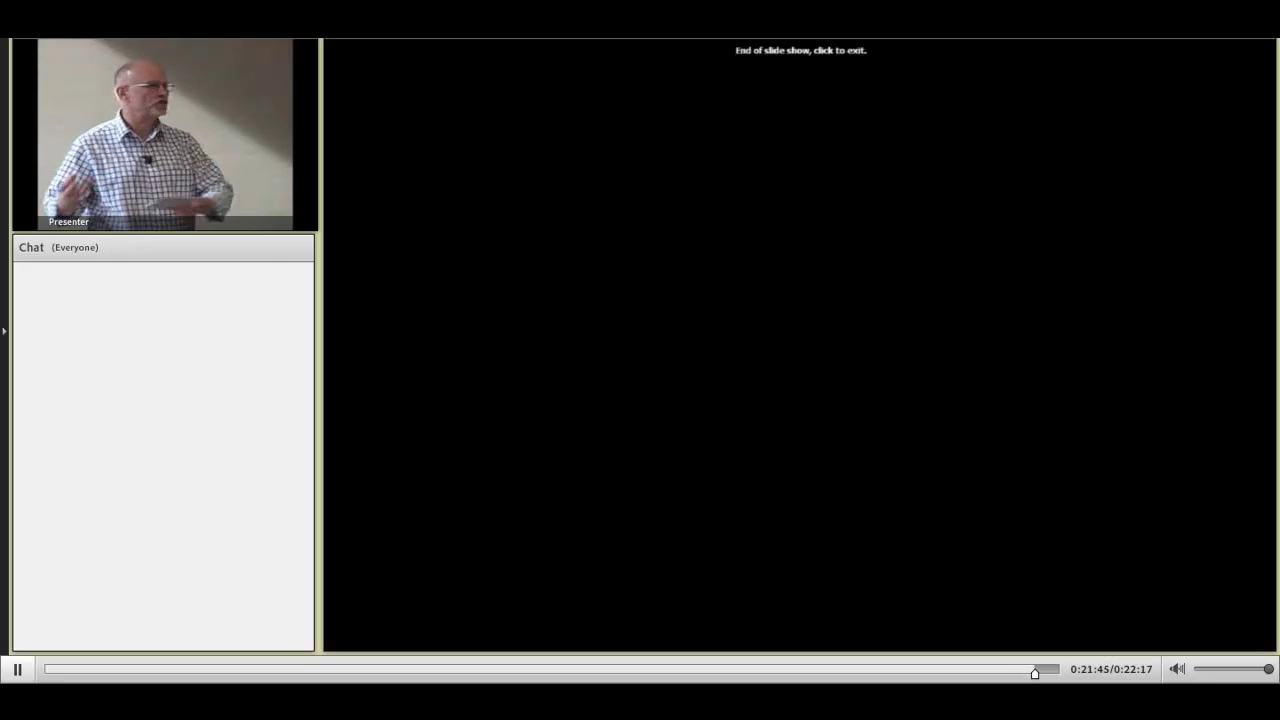 End of slide show, click to exit.
Presenter
Chat (Everyone)
0:21:45/0:22:17